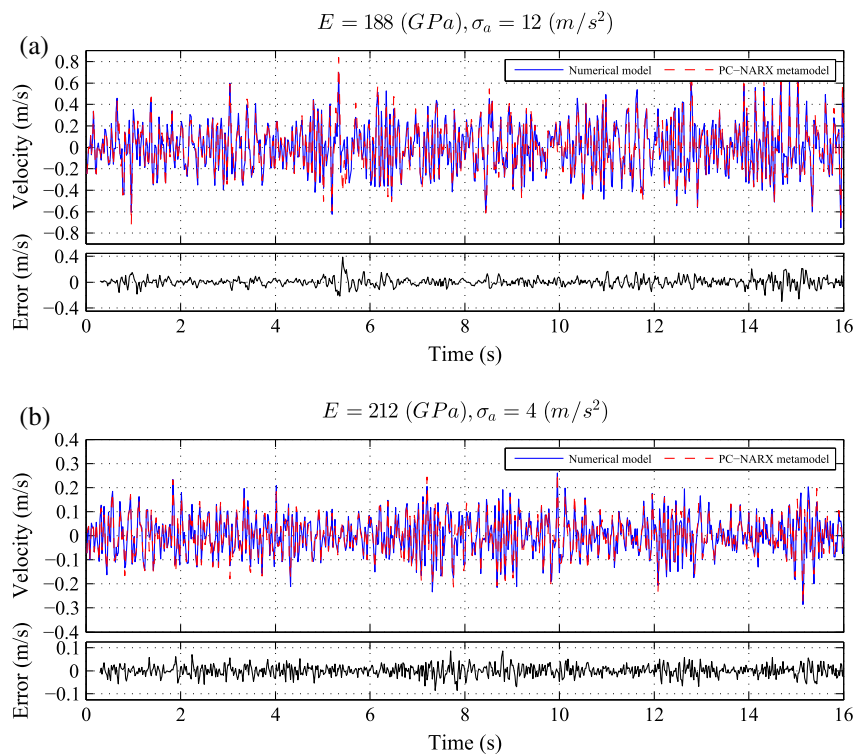 (a)
E = 188 (GPa), σₐ = 12 (m/s²)
Numerical model
PC−NARX metamodel
Velocity (m/s)
0.8
0.6
0.4
0.2
0
−0.2
−0.4
−0.6
−0.8
Error (m/s)
0.4
0
−0.4
0 2 4 6 8 10 12 14 16
Time (s)
(b)
E = 212 (GPa), σₐ = 4 (m/s²)
Numerical model
PC−NARX metamodel
Velocity (m/s)
0.4
0.3
0.2
0.1
0
−0.1
−0.2
−0.3
−0.4
Error (m/s)
0.1
0
−0.1
0 2 4 6 8 10 12 14 16
Time (s)